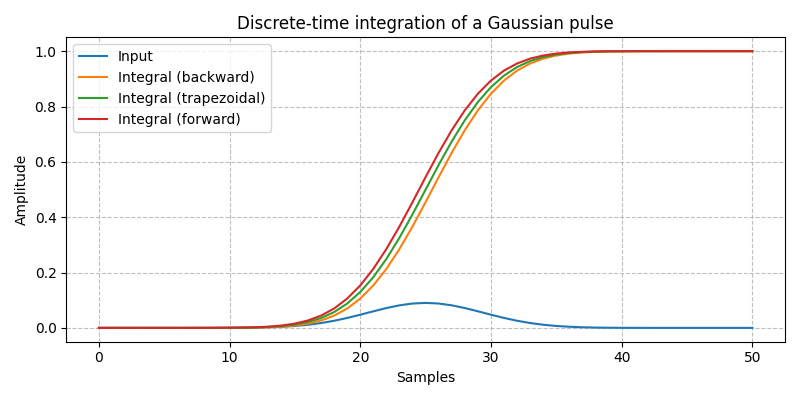 Discrete-time integration of a Gaussian pulse
Input
Integral (backward)
Integral (trapezoidal)
Integral (forward)
Amplitude
1.0
0.8
0.6
0.4
0.2
0.0
0 10 20 30 40 50
Samples